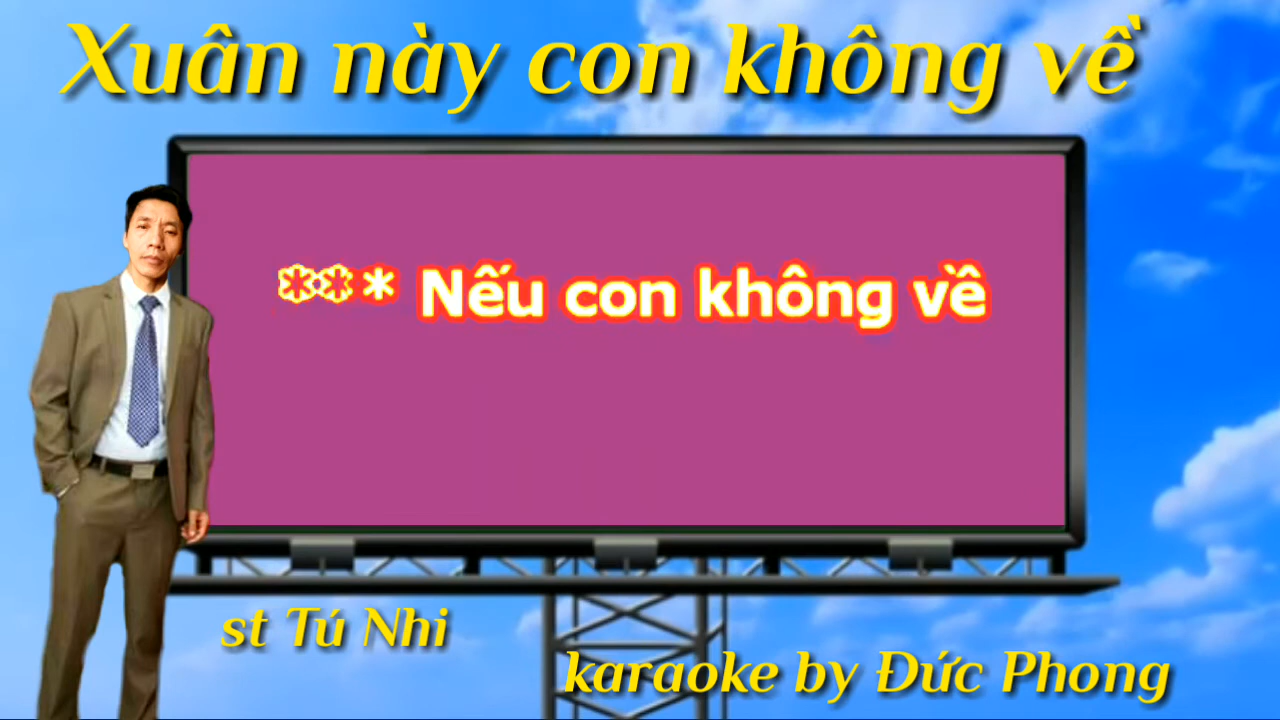 Xuân này con không về
*** Nếu con không về
st Tú Nhi
karaoke by Đức Phong